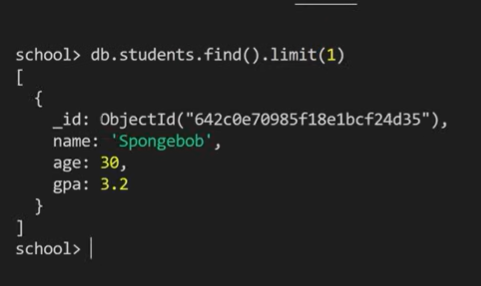 school> db.students.find().limit(1)
[
  {
    _id: ObjectId("642c0e70985f18e1bcf24d35"),
    name: 'Spongebob',
    age: 30,
    gpa: 3.2
  }
]
school>